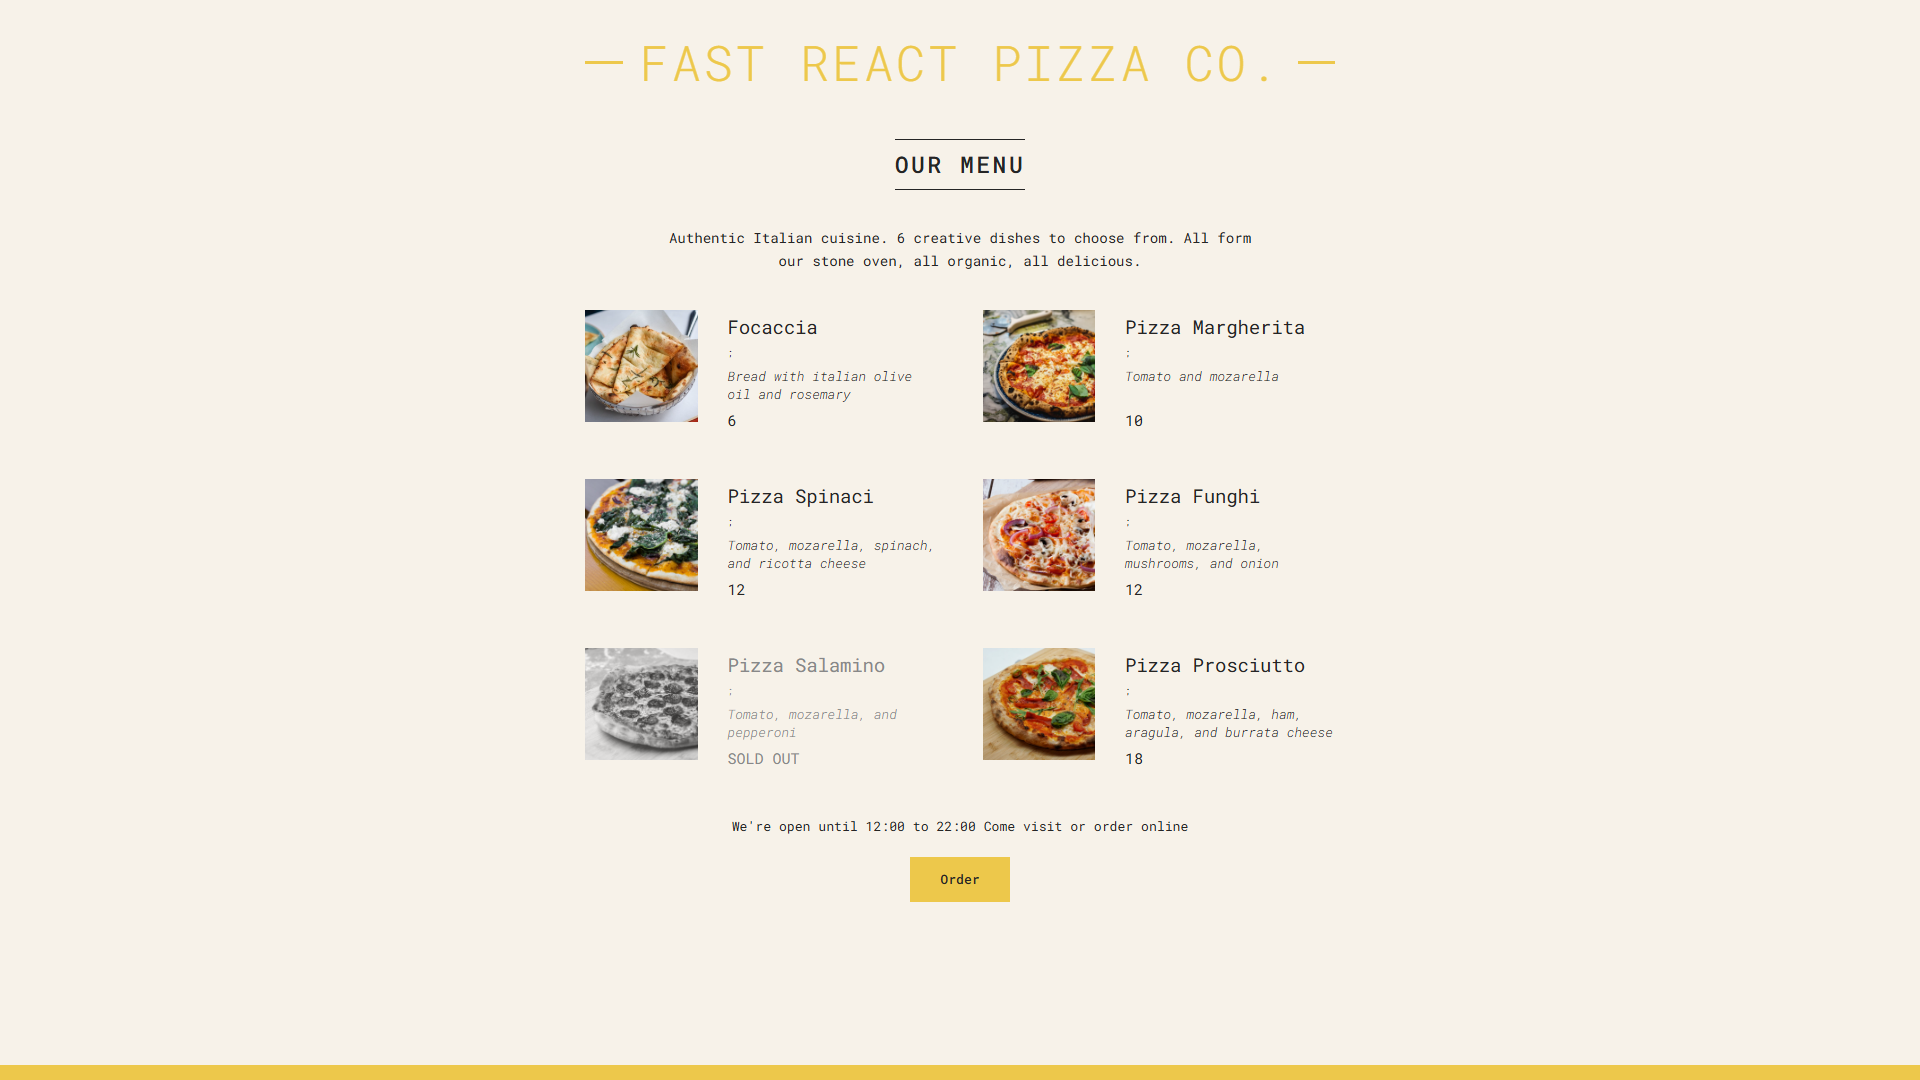 FAST REACT PIZZA CO.
OUR MENU
Authentic Italian cuisine. 6 creative dishes to choose from. All form
our stone oven, all organic, all delicious.
Focaccia
;
Bread with italian olive
oil and rosemary
6
Pizza Margherita
;
Tomato and mozarella
10
Pizza Spinaci
;
Tomato, mozarella, spinach,
and ricotta cheese
12
Pizza Funghi
;
Tomato, mozarella,
mushrooms, and onion
12
Pizza Salamino
;
Tomato, mozarella, and
pepperoni
SOLD OUT
Pizza Prosciutto
;
Tomato, mozarella, ham,
aragula, and burrata cheese
18
We're open until 12:00 to 22:00 Come visit or order online
Order